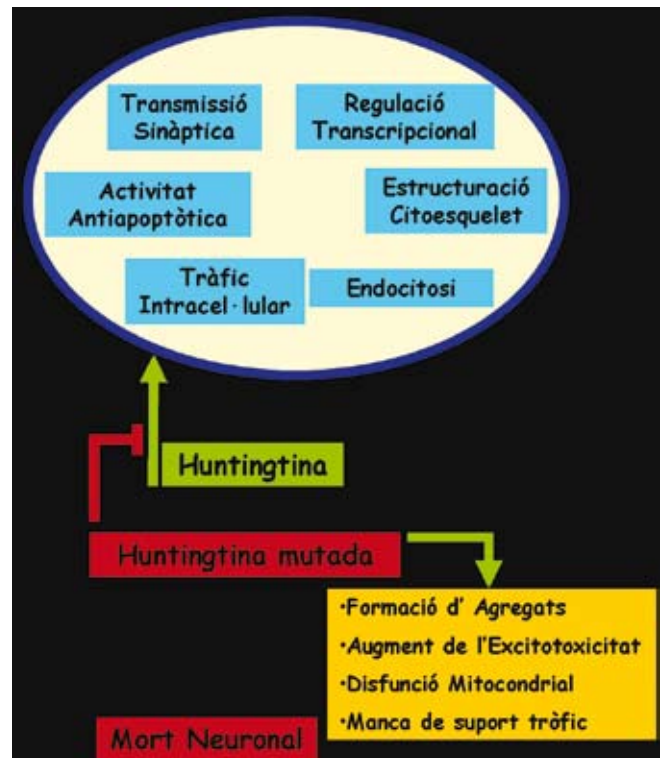 Transmissió
Sinàptica
Regulació
Transcripcional
Activitat
Antiapoptòtica
Estructuració
Citoesquelet
Tràfic
Intracel·lular
Endocitosi
Huntingtina
Huntingtina mutada
•Formació d' Agregats
•Augment de l'Excitotoxicitat
•Disfunció Mitocondrial
•Manca de suport tròfic
Mort Neuronal